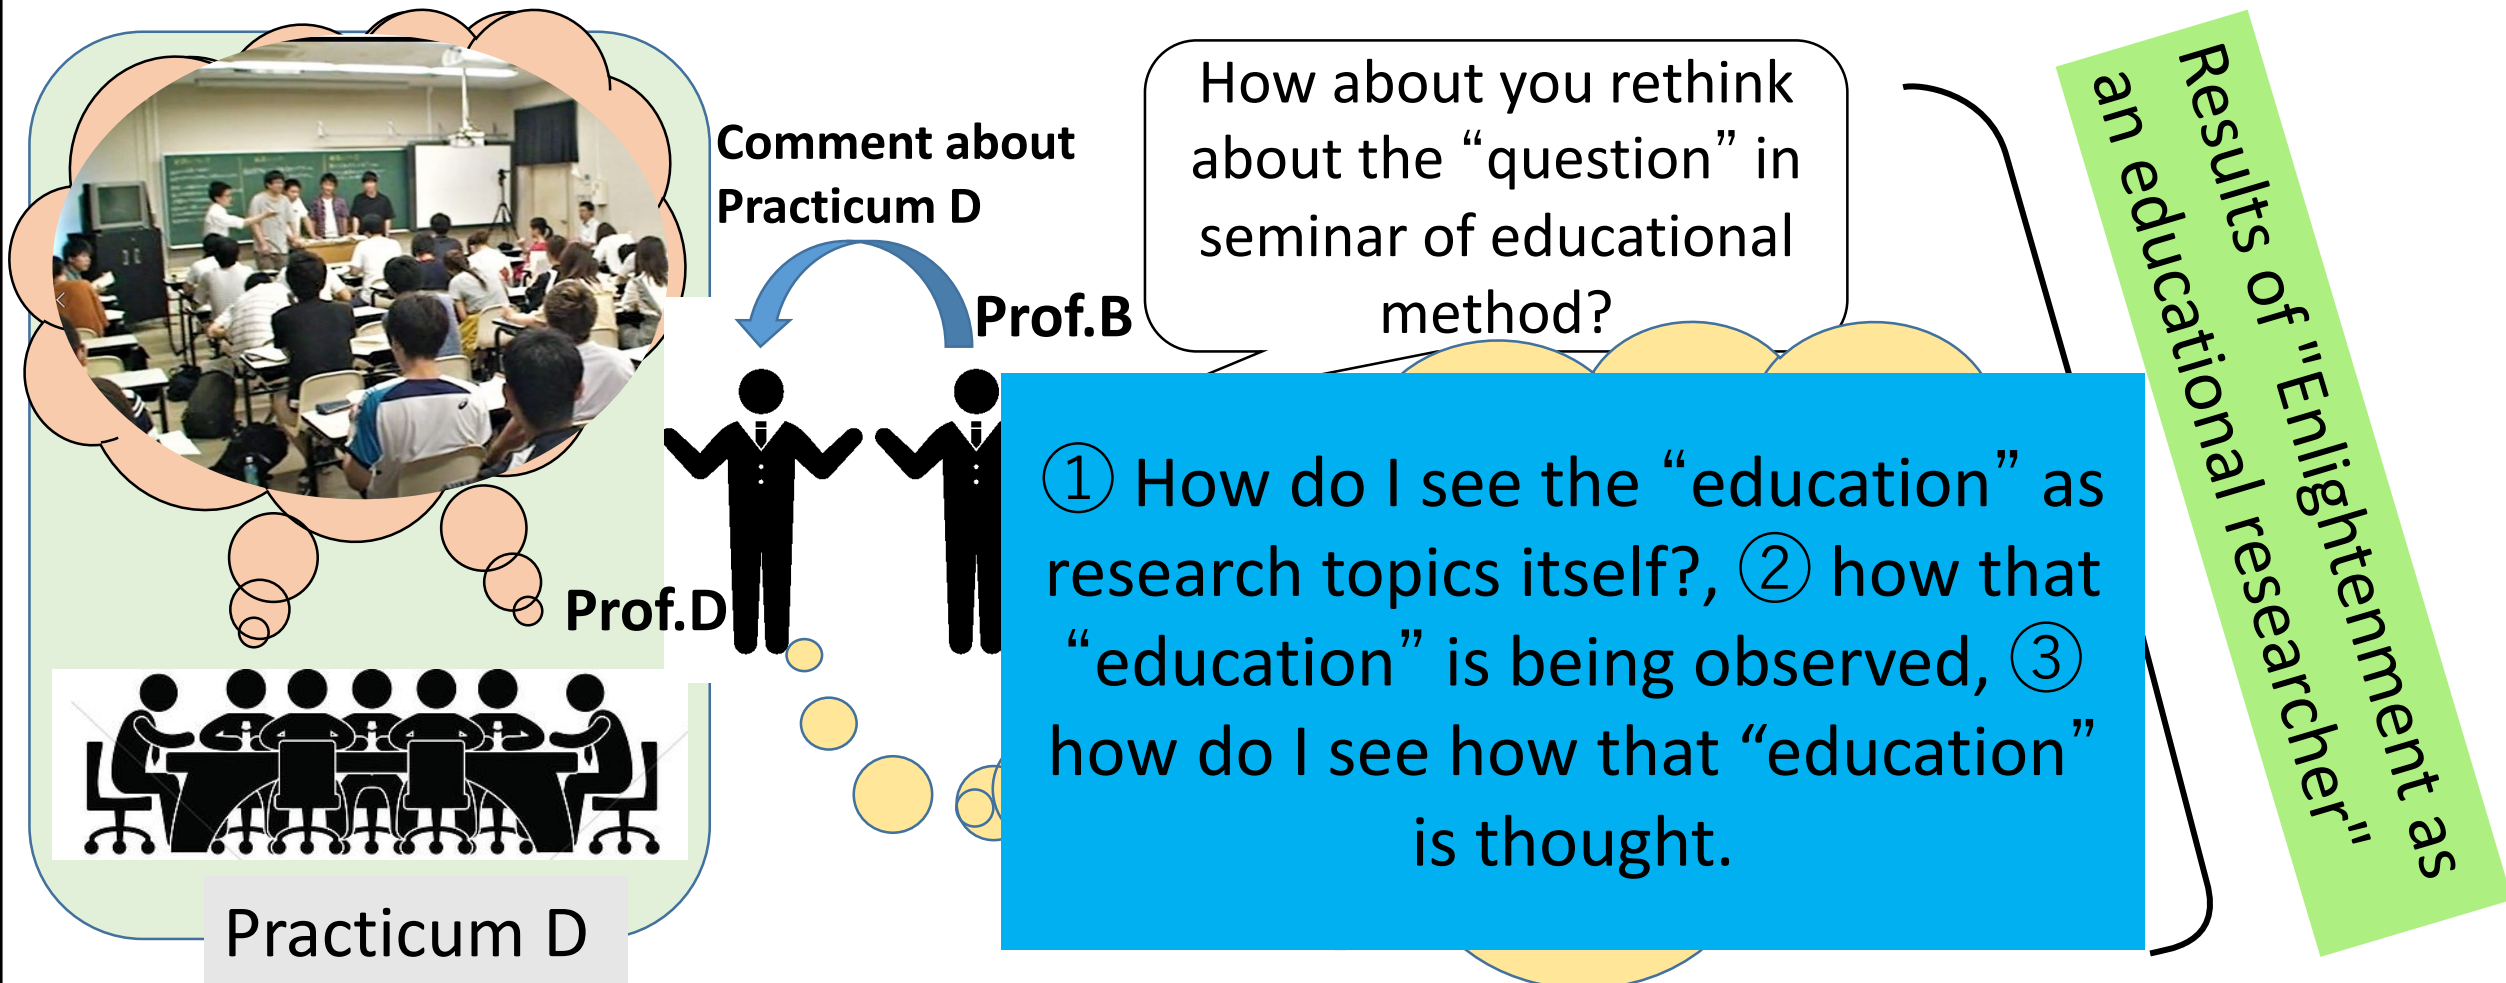 Comment about
Practicum D
Prof.B
How about you rethink
about the “question” in
seminar of educational
method?
Prof.D
Practicum D
① How do I see the “education” as
research topics itself?, ② how that
“education” is being observed, ③
how do I see how that “education”
is thought.
Results of "Enlightenment as
an educational researcher"